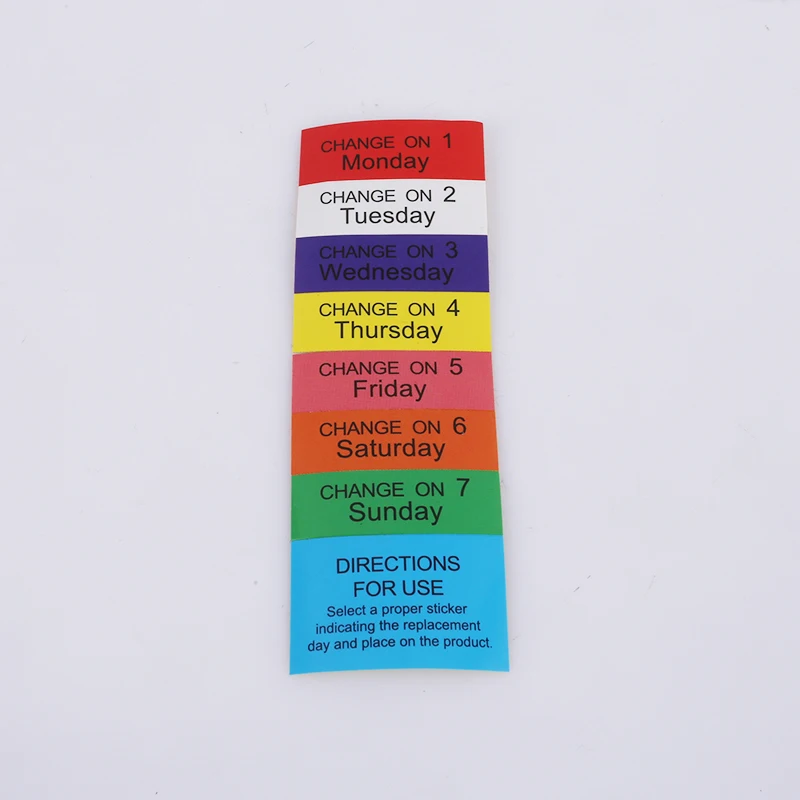 CHANGE ON 1
Monday
CHANGE ON 2
Tuesday
CHANGE ON 3
Wednesday
CHANGE ON 4
Thursday
CHANGE ON 5
Friday
CHANGE ON 6
Saturday
CHANGE ON 7
Sunday
DIRECTIONS
FOR USE
Select a proper sticker
indicating the replacement
day and place on the product.